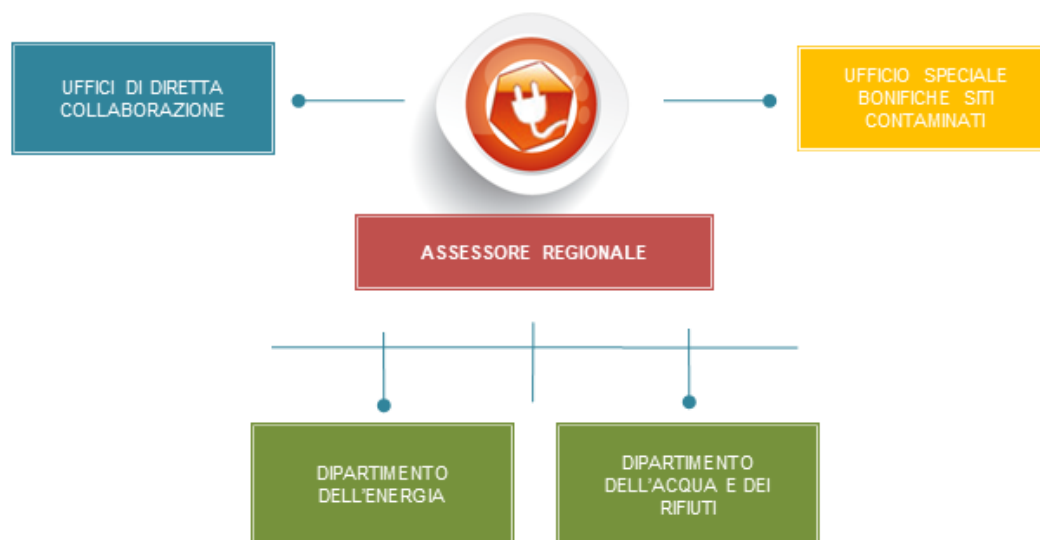 UFFICI DI DIRETTA
COLLABORAZIONE
UFFICIO SPECIALE
BONIFICHE SITI
CONTAMINATI
ASSESSORE REGIONALE
DIPARTIMENTO
DELL'ENERGIA
DIPARTIMENTO
DELL'ACQUA E DEI
RIFIUTI